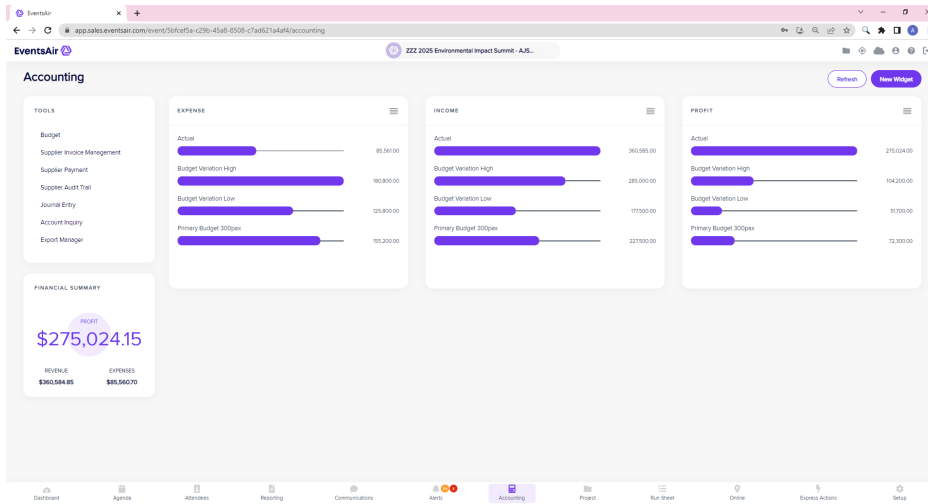 EventsAir
app.sales.eventsair.com/event/5bfcef5a-c29b-45a8-8508-c7ad621a4af4/accounting
EventsAir
ZZZ 2025 Environmental Impact Summit - AJS...
Accounting
Refresh
New Widget
TOOLS
Budget
Supplier Invoice Management
Supplier Payment
Supplier Audit Trail
Journal Entry
Account Inquiry
Export Manager
EXPENSE
Actual
85,561.00
Budget Variation High
180,800.00
Budget Variation Low
125,800.00
Primary Budget 300pax
155,200.00
INCOME
Actual
360,585.00
Budget Variation High
285,000.00
Budget Variation Low
177,500.00
Primary Budget 300pax
227,500.00
PROFIT
Actual
275,024.00
Budget Variation High
104,200.00
Budget Variation Low
51,700.00
Primary Budget 300pax
72,300.00
FINANCIAL SUMMARY
PROFIT
$275,024.15
REVENUE EXPENSES
$360,584.85 $85,560.70
Dashboard Agenda Attendees Reporting Communications Alerts Accounting Project Run Sheet Online Express Actions Setup